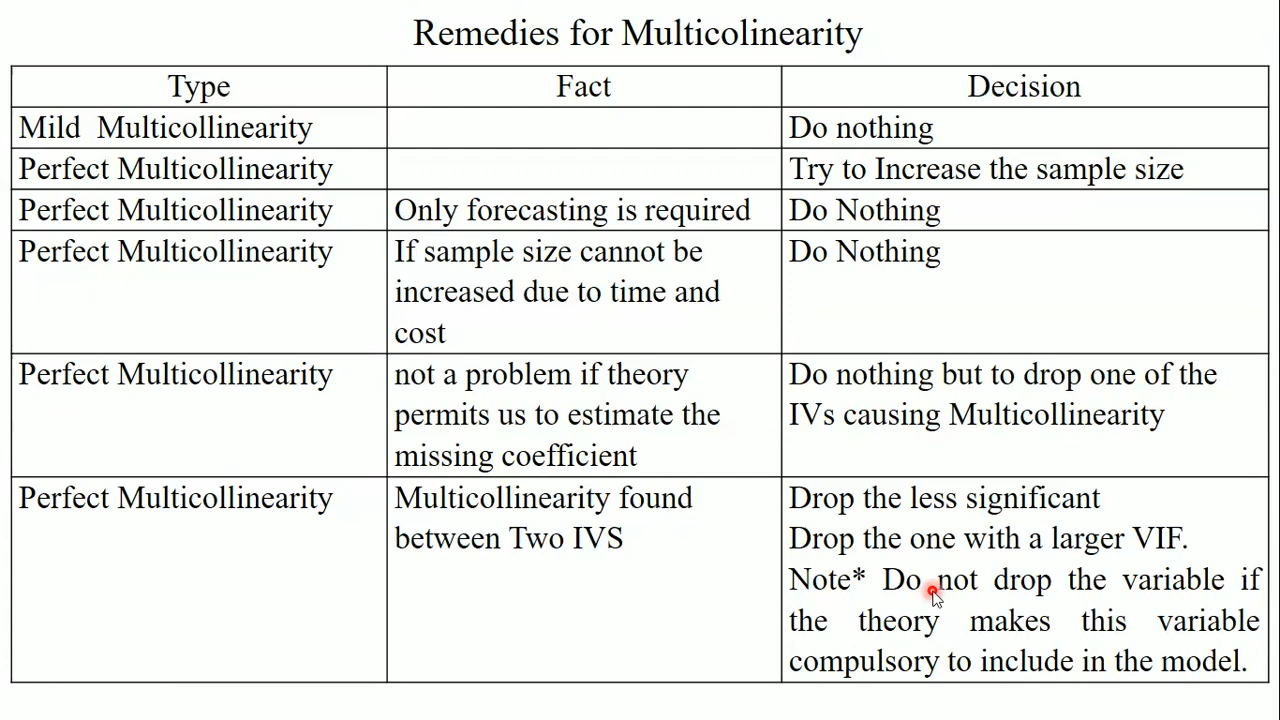 Remedies for Multicolinearity
Type Fact Decision
Mild Multicollinearity Do nothing
Perfect Multicollinearity Try to Increase the sample size
Perfect Multicollinearity Only forecasting is required Do Nothing
Perfect Multicollinearity If sample size cannot be Do Nothing
increased due to time and
cost
Perfect Multicollinearity not a problem if theory Do nothing but to drop one of the
permits us to estimate the IVs causing Multicollinearity
missing coefficient
Perfect Multicollinearity Multicollinearity found Drop the less significant
between Two IVS Drop the one with a larger VIF.
Note* Do not drop the variable if
the theory makes this variable
compulsory to include in the model.